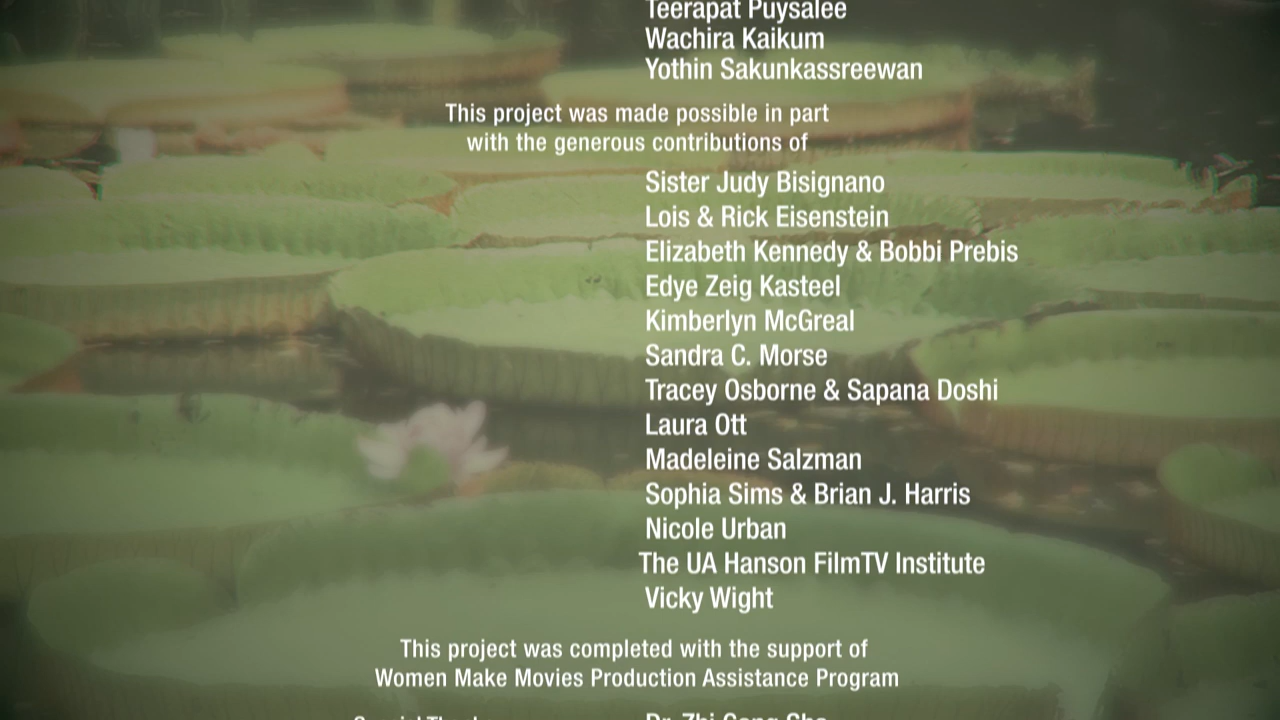 Teerapat Puysalee
Wachira Kaikum
Yothin Sakunkassreewan
This project was made possible in part
with the generous contributions of
Sister Judy Bisignano
Lois & Rick Eisenstein
Elizabeth Kennedy & Bobbi Prebis
Edye Zeig Kasteel
Kimberlyn McGreal
Sandra C. Morse
Tracey Osborne & Sapana Doshi
Laura Ott
Madeleine Salzman
Sophia Sims & Brian J. Harris
Nicole Urban
The UA Hanson FilmTV Institute
Vicky Wight
This project was completed with the support of
Women Make Movies Production Assistance Program